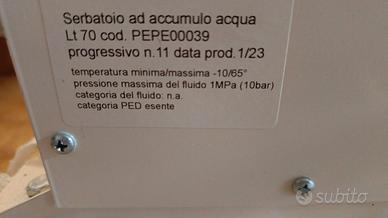 Serbatoio ad accumulo acqua
Lt 70 cod. PEPE00039
progressivo n.11 data prod.1/23
temperatura minima/massima -10/65°
pressione massima del fluido 1MPa (10bar)
categoria del fluido: n.a.
categoria PED esente
subito